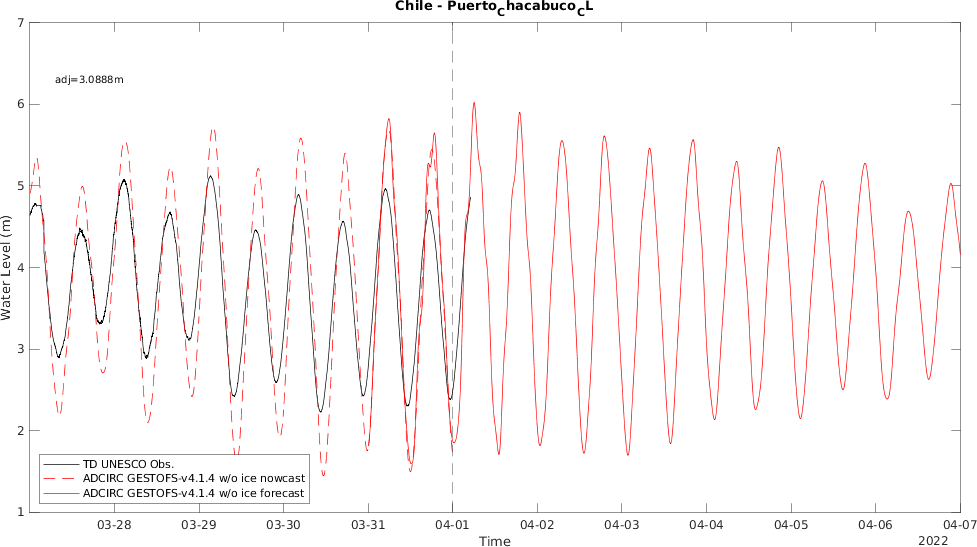 Chile - Puerto_Chacabuco_CL
7
adj=3.0888m
6
5
4
3
2
1
Water Level (m)
TD UNESCO Obs.
ADCIRC GESTOFS-v4.1.4 w/o ice nowcast
ADCIRC GESTOFS-v4.1.4 w/o ice forecast
03-28 03-29 03-30 03-31 04-01 04-02 04-03 04-04 04-05 04-06 04-07
Time
2022